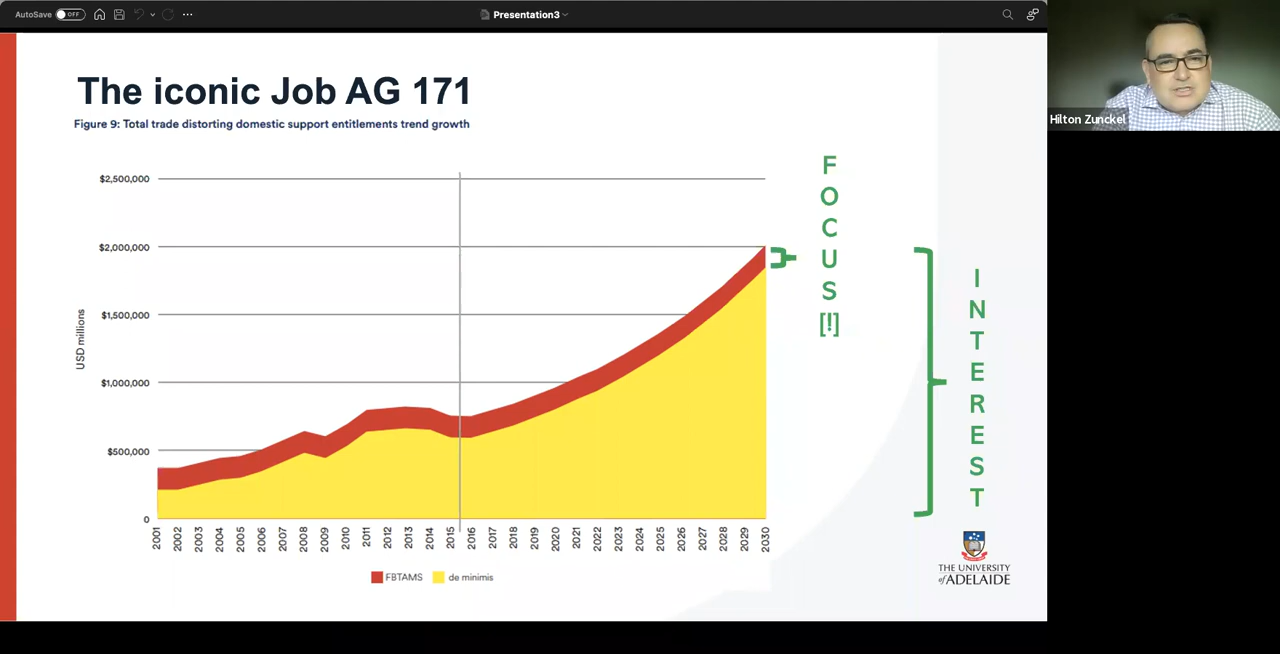 AutoSave OFF
Presentation3
The iconic Job AG 171
Figure 9: Total trade distorting domestic support entitlements trend growth
USD millions
$2,500,000
$2,000,000
$1,500,000
$1,000,000
$500,000
0
2001 2002 2003 2004 2005 2006 2007 2008 2009 2010 2011 2012 2013 2014 2015 2016 2017 2018 2019 2020 2021 2022 2023 2024 2025 2026 2027 2028 2029 2030
FBTAMS de minimis
F
O
C
U
S
[!]
I
N
T
E
R
E
S
T
THE UNIVERSITY
of ADELAIDE
Hilton Zunckel